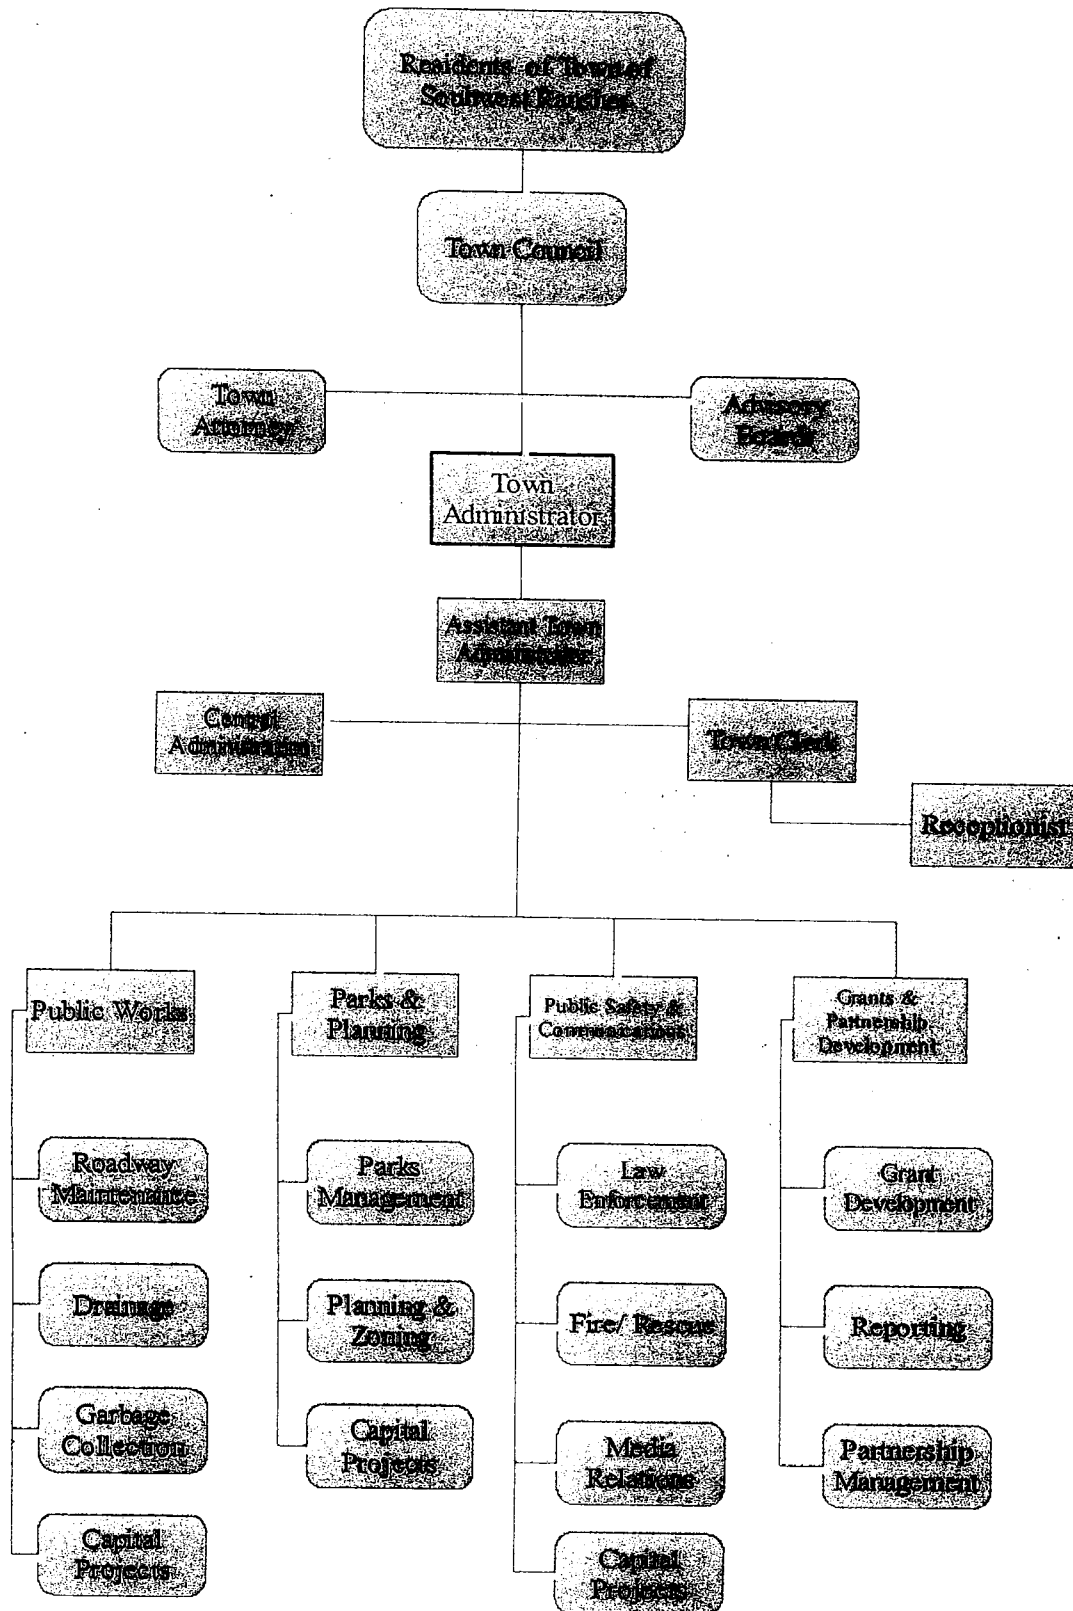 Residents of Town of
Southwest Ranches
Town Council
Town
Attorney
Advisory
Boards
Town
Administrator
Assistant Town
Administrator
Central
Administration
Town Clerk
Receptionist
Public Works
Parks &
Planning
Public Safety &
Communications
Grants &
Partnership
Development
Roadway
Maintenance
Parks
Management
Law
Enforcement
Grant
Development
Drainage
Planning &
Zoning
Fire/ Rescue
Reporting
Garbage
Collection
Capital
Projects
Media
Relations
Partnership
Management
Capital
Projects
Capital
Projects